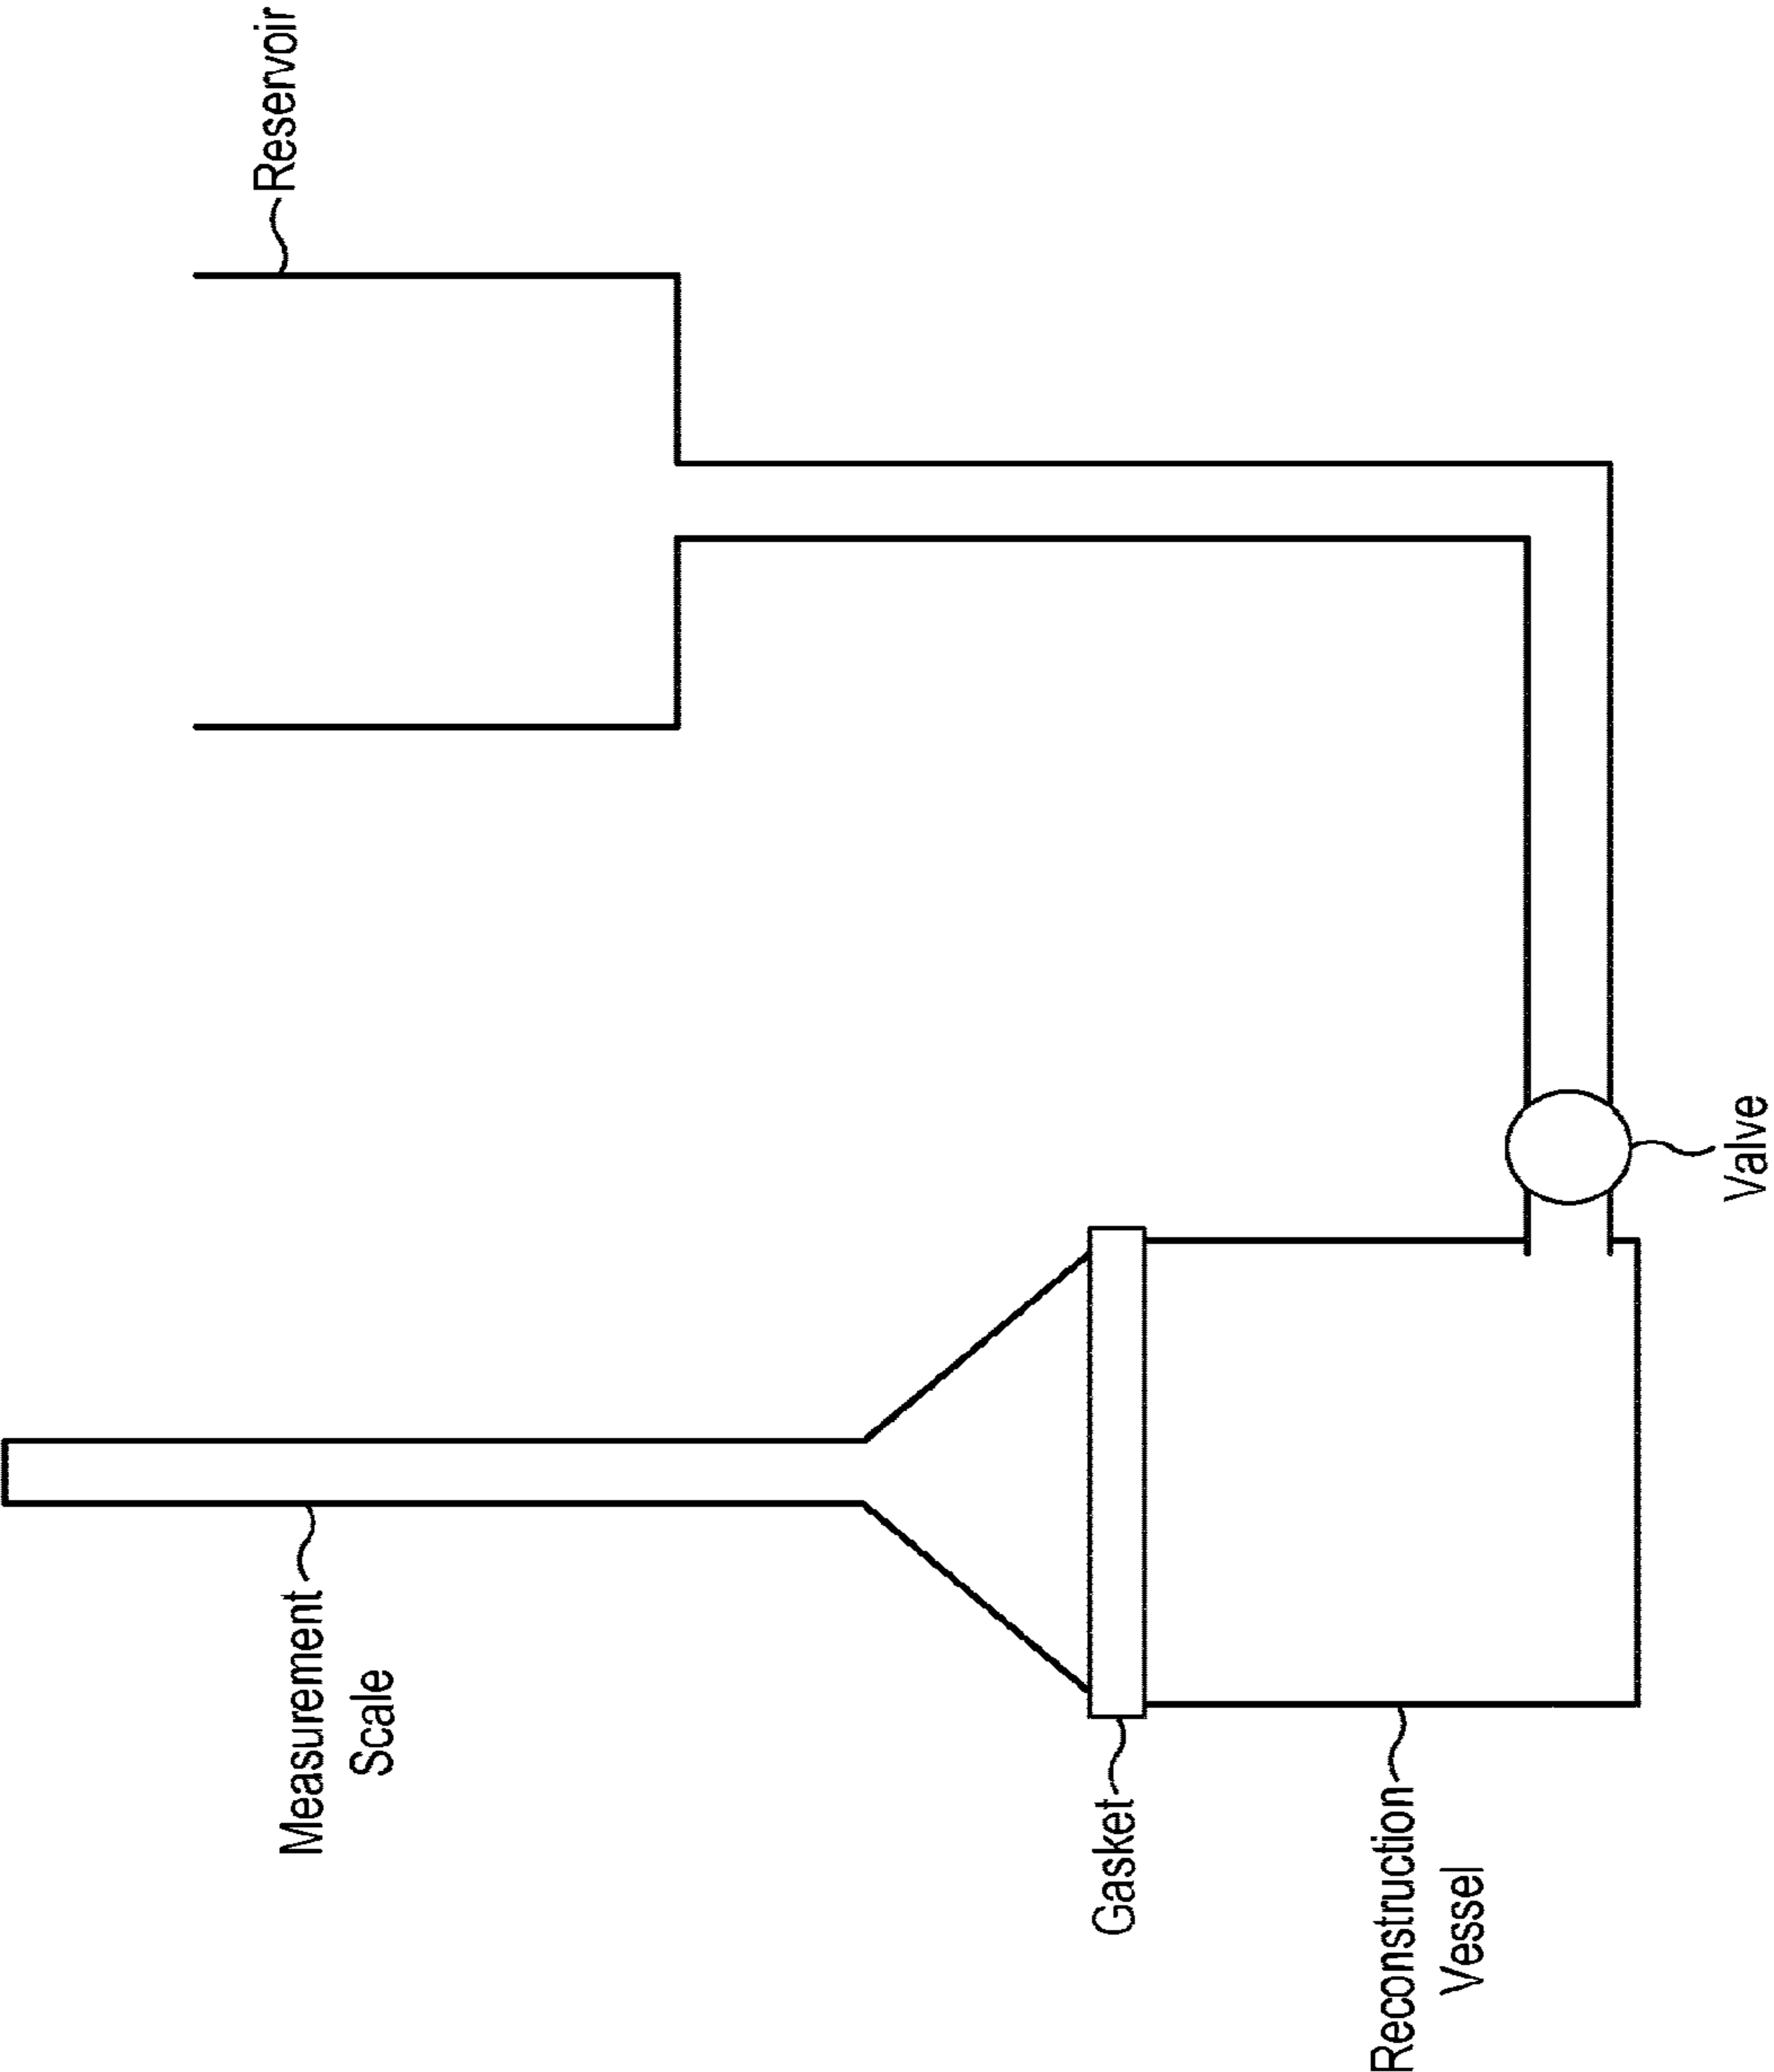 Reservoir
Measurement
Scale
Gasket
Reconstruction
Vessel
Valve